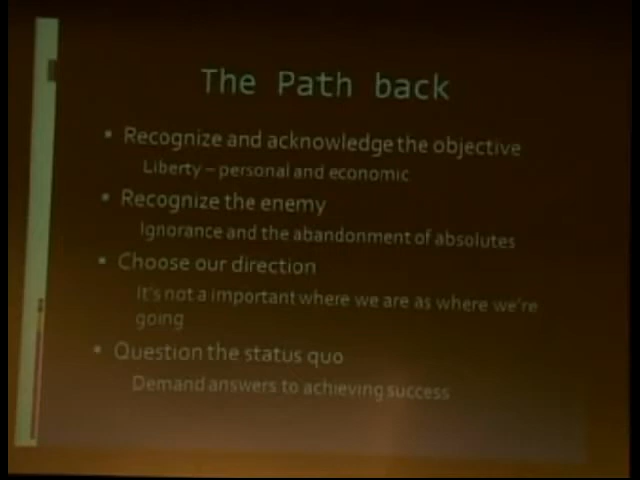 The Path back
▪ Recognize and acknowledge the objective
Liberty – personal and economic
▪ Recognize the enemy
Ignorance and the abandonment of absolutes
▪ Choose our direction
It's not a important where we are as where we're
going
▪ Question the status quo
Demand answers to achieving success